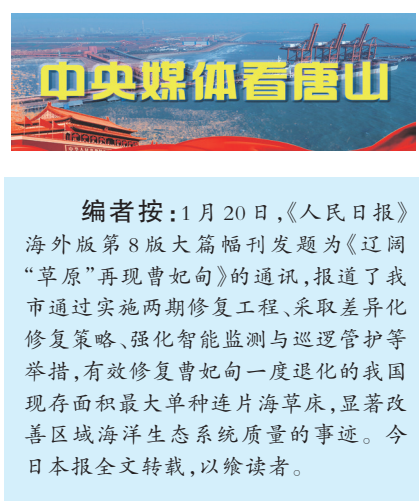 中央媒体看唐山
编者按：1月20日，《人民日报》
海外版第8版大篇幅刊发题为《辽阔
“草原”再现曹妃甸》的通讯，报道了我
市通过实施两期修复工程、采取差异化
修复策略、强化智能监测与巡逻管护等
举措，有效修复曹妃甸一度退化的我国
现存面积最大单种连片海草床，显著改
善区域海洋生态系统质量的事迹。今
日本报全文转载，以飨读者。